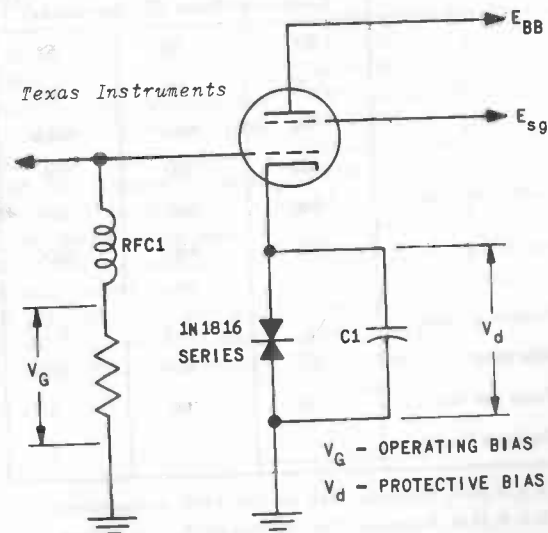 E_BB
Texas Instruments
E_sg
RFC1
1N1816
SERIES
C1
V_G
V_d
V_G - OPERATING BIAS
V_d - PROTECTIVE BIAS